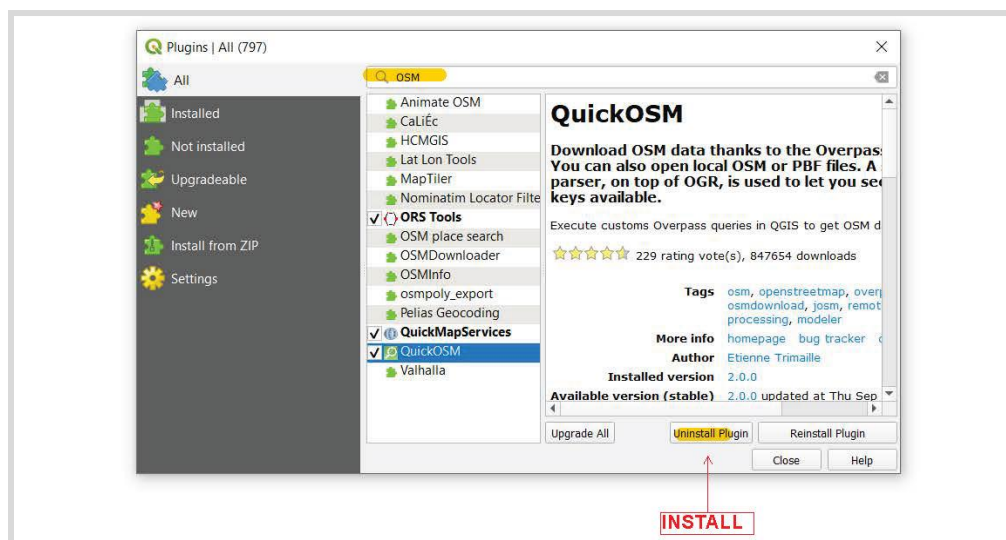 Plugins | All (797)
All
Installed
Not installed
Upgradeable
New
Install from ZIP
Settings
OSM
Animate OSM
CaLiÉc
HCMGIS
Lat Lon Tools
MapTiler
Nominatim Locator Filte
ORS Tools
OSM place search
OSMDownloader
OSMInfo
osmpoly_export
Pelias Geocoding
QuickMapServices
QuickOSM
Valhalla
QuickOSM
Download OSM data thanks to the Overpas
You can also open local OSM or PBF files. A
parser, on top of OGR, is used to let you se
keys available.
Execute customs Overpass queries in QGIS to get OSM d
229 rating vote(s), 847654 downloads
Tags osm, openstreetmap, over
osmdownload, josm, remot
processing, modeler
More info homepage bug tracker
Author Etienne Trimaille
Installed version 2.0.0
Available version (stable) 2.0.0 updated at Thu Sep
Upgrade All Uninstall Plugin Reinstall Plugin
Close Help
INSTALL